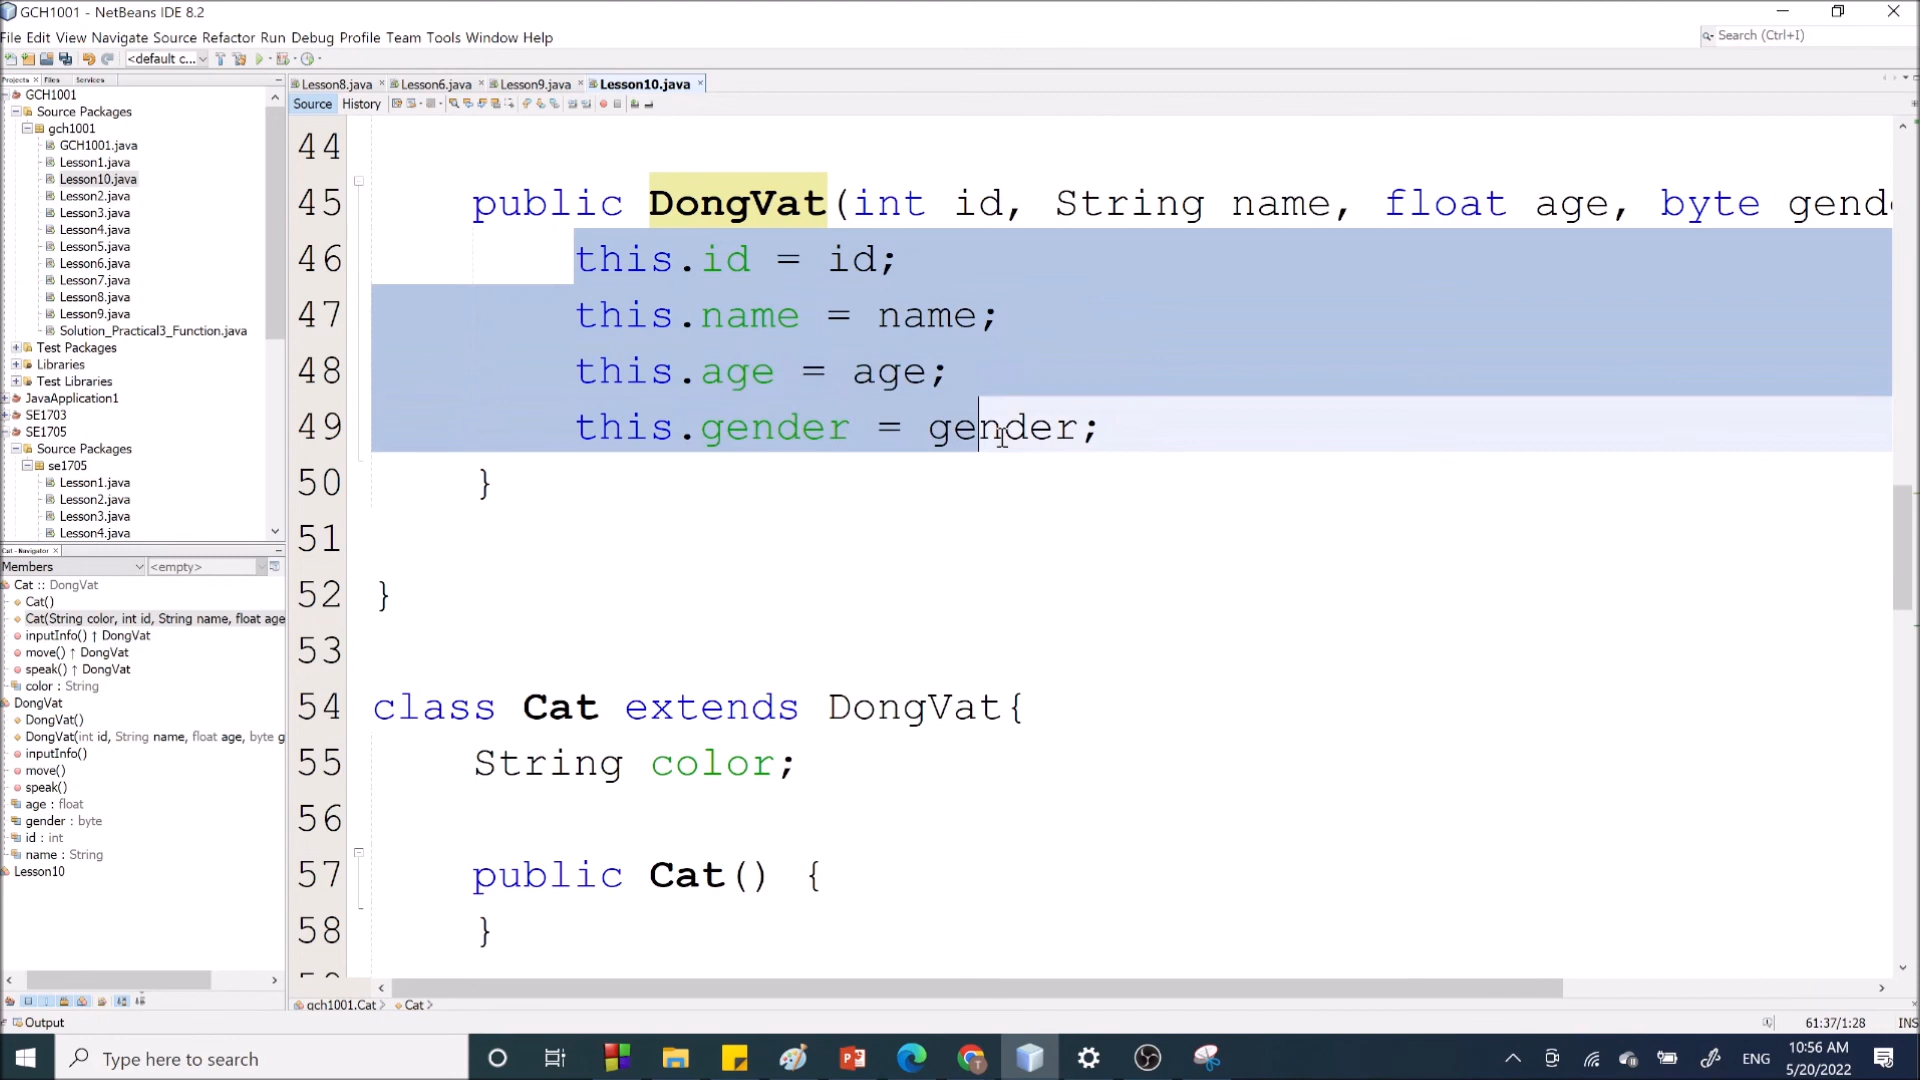 GCH1001 - NetBeans IDE 8.2
File Edit View Navigate Source Refactor Run Debug Profile Team Tools Window Help
Search (Ctrl+I)
<default c...
Projects Files Services
Lesson8.java Lesson6.java Lesson9.java Lesson10.java
Source History
GCH1001
Source Packages
gch1001
GCH1001.java
Lesson1.java
Lesson10.java
Lesson2.java
Lesson3.java
Lesson4.java
Lesson5.java
Lesson6.java
Lesson7.java
Lesson8.java
Lesson9.java
Solution_Practical3_Function.java
Test Packages
Libraries
Test Libraries
JavaApplication1
SE1703
SE1705
Source Packages
se1705
Lesson1.java
Lesson2.java
Lesson3.java
Lesson4.java
Cat - Navigator
Members <empty>
Cat :: DongVat
Cat()
Cat(String color, int id, String name, float age
inputInfo() ↑ DongVat
move() ↑ DongVat
speak() ↑ DongVat
color : String
DongVat
DongVat()
DongVat(int id, String name, float age, byte g
inputInfo()
move()
speak()
age : float
gender : byte
id : int
name : String
Lesson10
44
45 public DongVat(int id, String name, float age, byte gende
46 this.id = id;
47 this.name = name;
48 this.age = age;
49 this.gender = gender;
50 }
51
52 }
53
54 class Cat extends DongVat{
55 String color;
56
57 public Cat() {
58 }
gch1001.Cat Cat
Output
61:37/1:28 INS
Type here to search
ENG
10:56 AM
5/20/2022